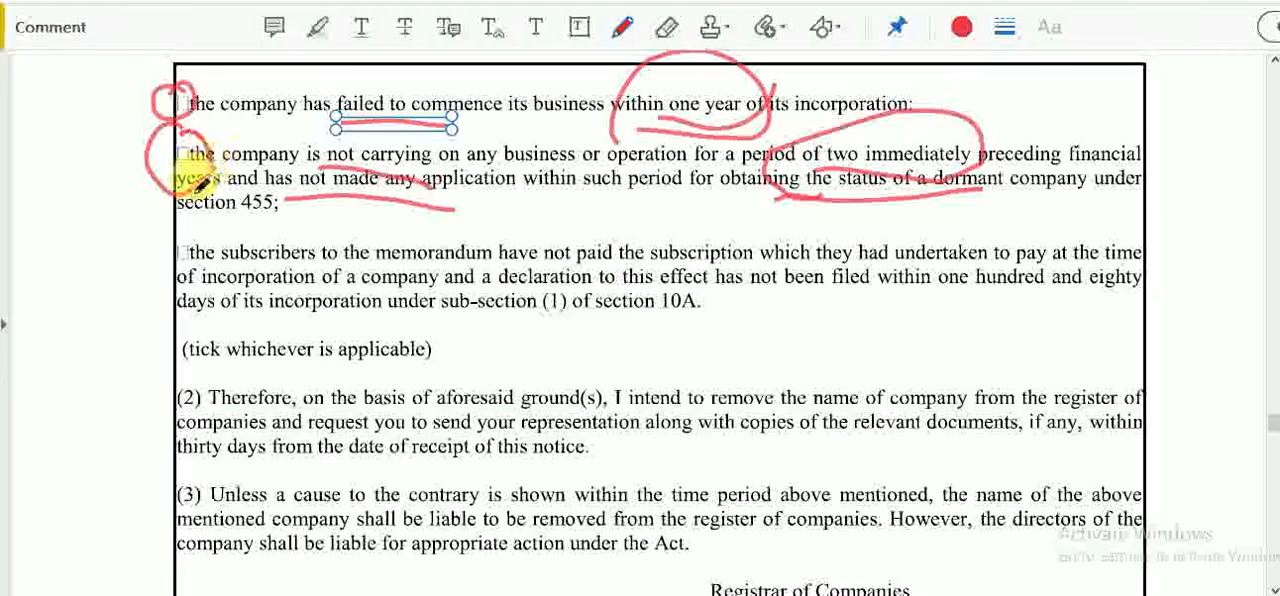 Comment
Aa
the company has failed to commence its business within one year of its incorporation;
the company is not carrying on any business or operation for a period of two immediately preceding financial
years and has not made any application within such period for obtaining the status of a dormant company under
section 455;
the subscribers to the memorandum have not paid the subscription which they had undertaken to pay at the time
of incorporation of a company and a declaration to this effect has not been filed within one hundred and eighty
days of its incorporation under sub-section (1) of section 10A.
(tick whichever is applicable)
(2) Therefore, on the basis of aforesaid ground(s), I intend to remove the name of company from the register of
companies and request you to send your representation along with copies of the relevant documents, if any, within
thirty days from the date of receipt of this notice.
(3) Unless a cause to the contrary is shown within the time period above mentioned, the name of the above
mentioned company shall be liable to be removed from the register of companies. However, the directors of the
company shall be liable for appropriate action under the Act.
Activate Windows
Registrar of Companies